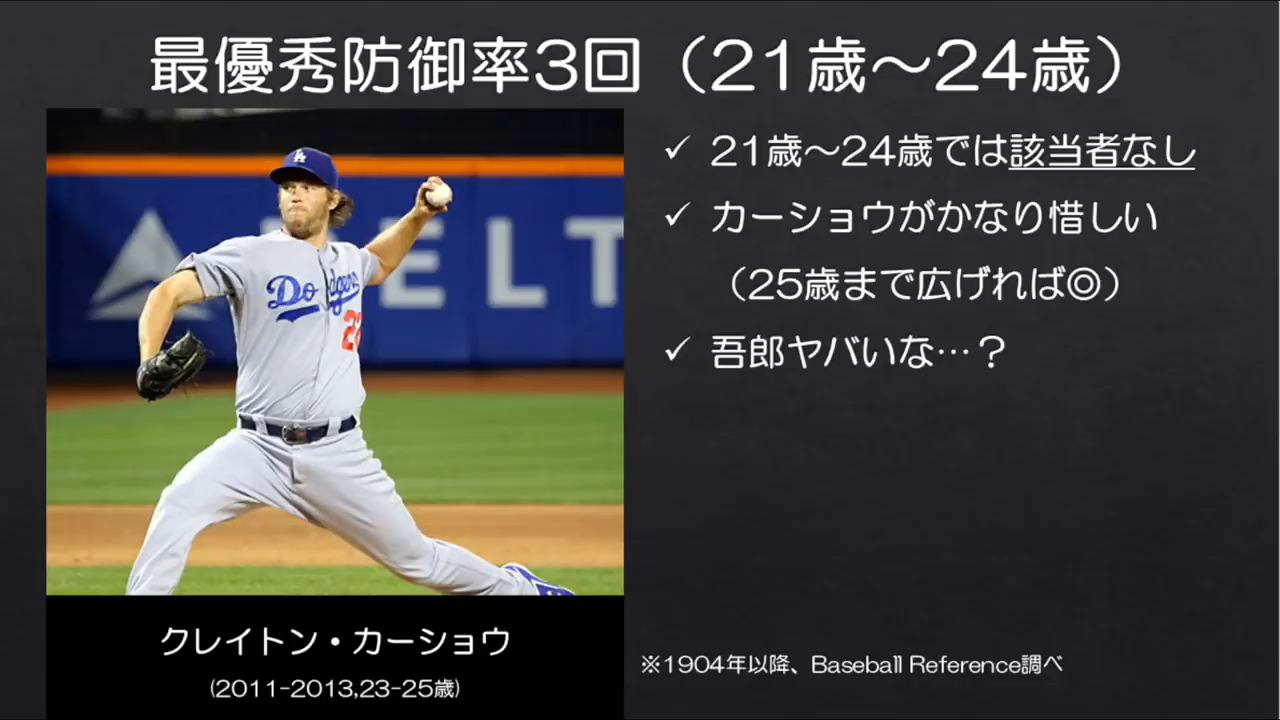 最優秀防御率3回（21歳～24歳）
✓ 21歳～24歳では該当者なし
✓ カーショウがかなり惜しい
（25歳まで広げれば◎）
✓ 吾郎ヤバいな…？
DELT
Dodgers
22
クレイトン・カーショウ
(2011-2013,23-25歳)
※1904年以降、Baseball Reference調べ